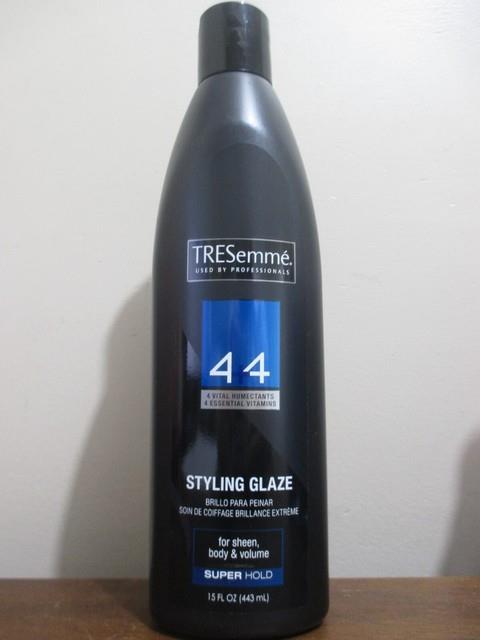 TRESemmé.
USED BY PROFESSIONALS
44
4 VITAL HUMECTANTS
4 ESSENTIAL VITAMINS
STYLING GLAZE
BRILLO PARA PEINAR
SOIN DE COIFFAGE BRILLANCE EXTRÊME
for sheen,
body & volume
SUPER HOLD
15 FL OZ (443 mL)